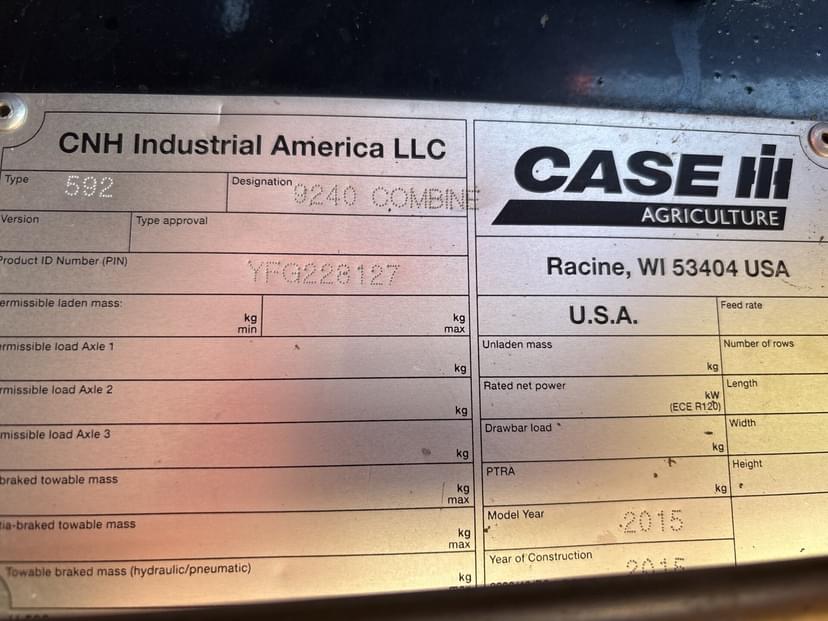 CNH Industrial America LLC
Type 592
Designation 9240 COMBINE
Version
Type approval
Product ID Number (PIN) YFG228127
ermissible laden mass:
kg min
kg max
ermissible load Axle 1 kg
rmissible load Axle 2 kg
missible load Axle 3 kg
braked towable mass kg max
tia-braked towable mass kg max
Towable braked mass (hydraulic/pneumatic) kg
CASE IH
AGRICULTURE
Racine, WI 53404 USA
U.S.A.
Feed rate
Unladen mass kg
Number of rows
Rated net power kW (ECE R120)
Length
Drawbar load kg
Width
PTRA kg
Height
Model Year 2015
Year of Construction 2015